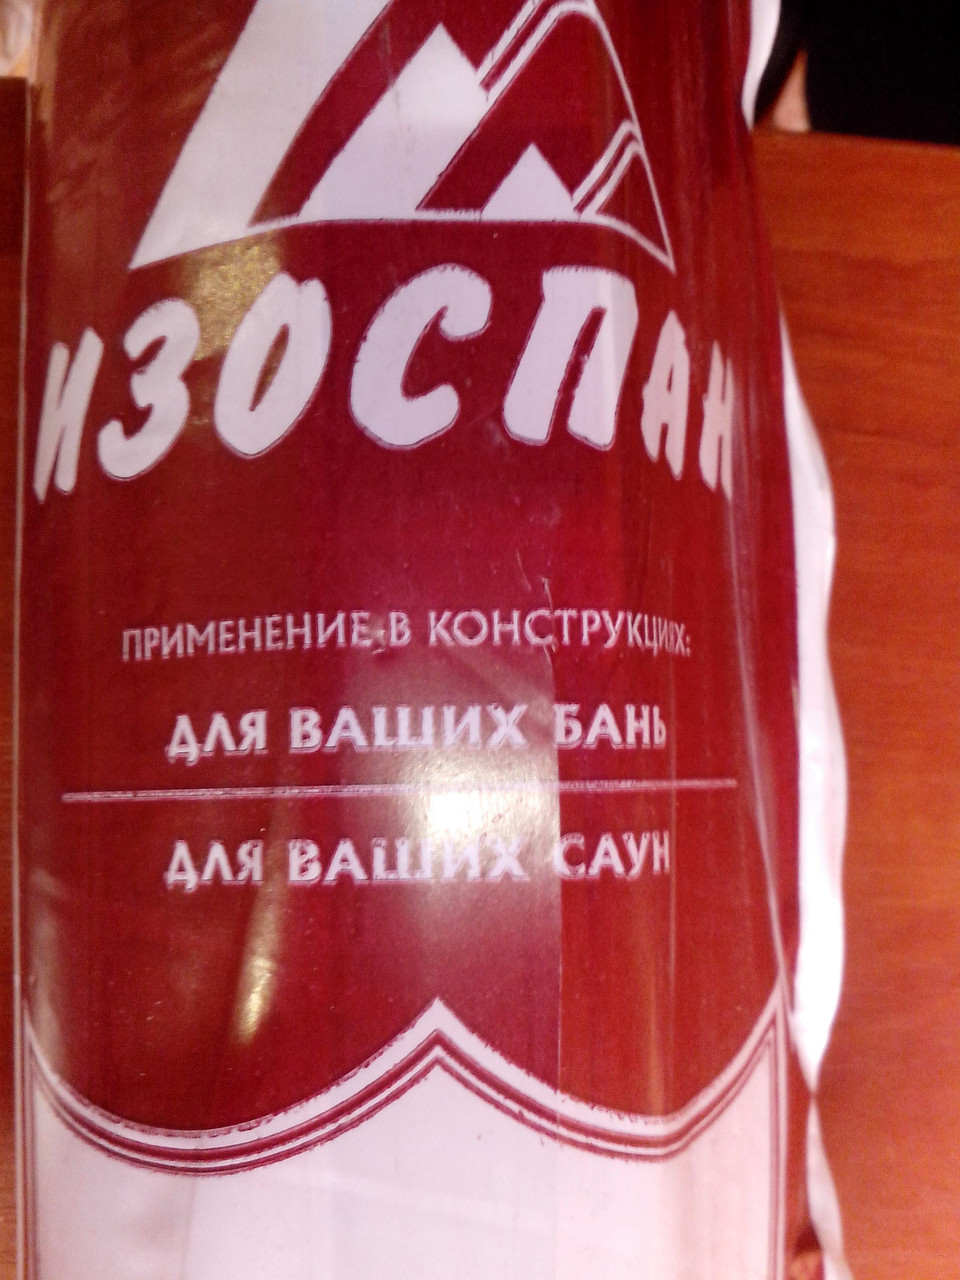 ИЗОСПАН
ПРИМЕНЕНИЕ В КОНСТРУКЦИЯХ:
ДЛЯ ВАШИХ БАНЬ
ДЛЯ ВАШИХ САУН